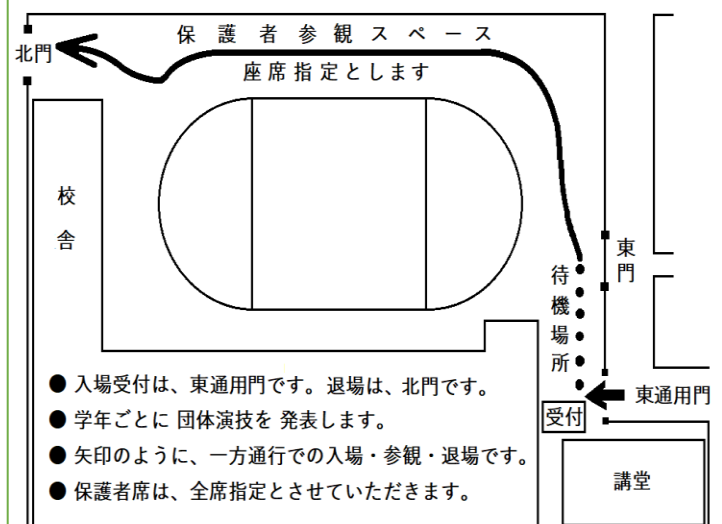 保護者参観スペース
北門
座席指定とします
校舎
東門
待機場所
東通用門
受付
講堂
● 入場受付は、東通用門です。退場は、北門です。
● 学年ごとに 団体演技を 発表します。
● 矢印のように、一方通行での入場・参観・退場です。
● 保護者席は、全席指定とさせていただきます。